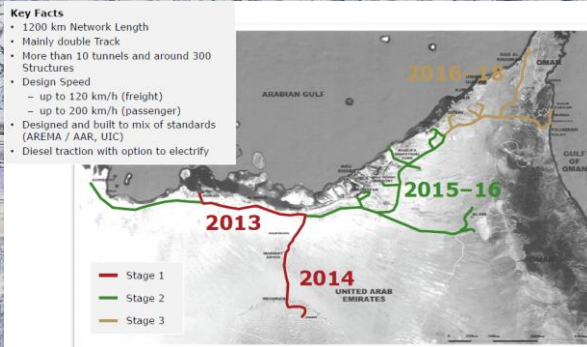 Key Facts
• 1200 km Network Length
• Mainly double Track
• More than 10 tunnels and around 300
Structures
• Design Speed
– up to 120 km/h (freight)
– up to 200 km/h (passenger)
• Designed and built to mix of standards
(AREMA / AAR, UIC)
• Diesel traction with option to electrify
2016–18
OMAN
ARABIAN GULF
GULF
OF
OMAN
2015–16
2013
2014
UNITED ARAB
EMIRATES
Stage 1
Stage 2
Stage 3